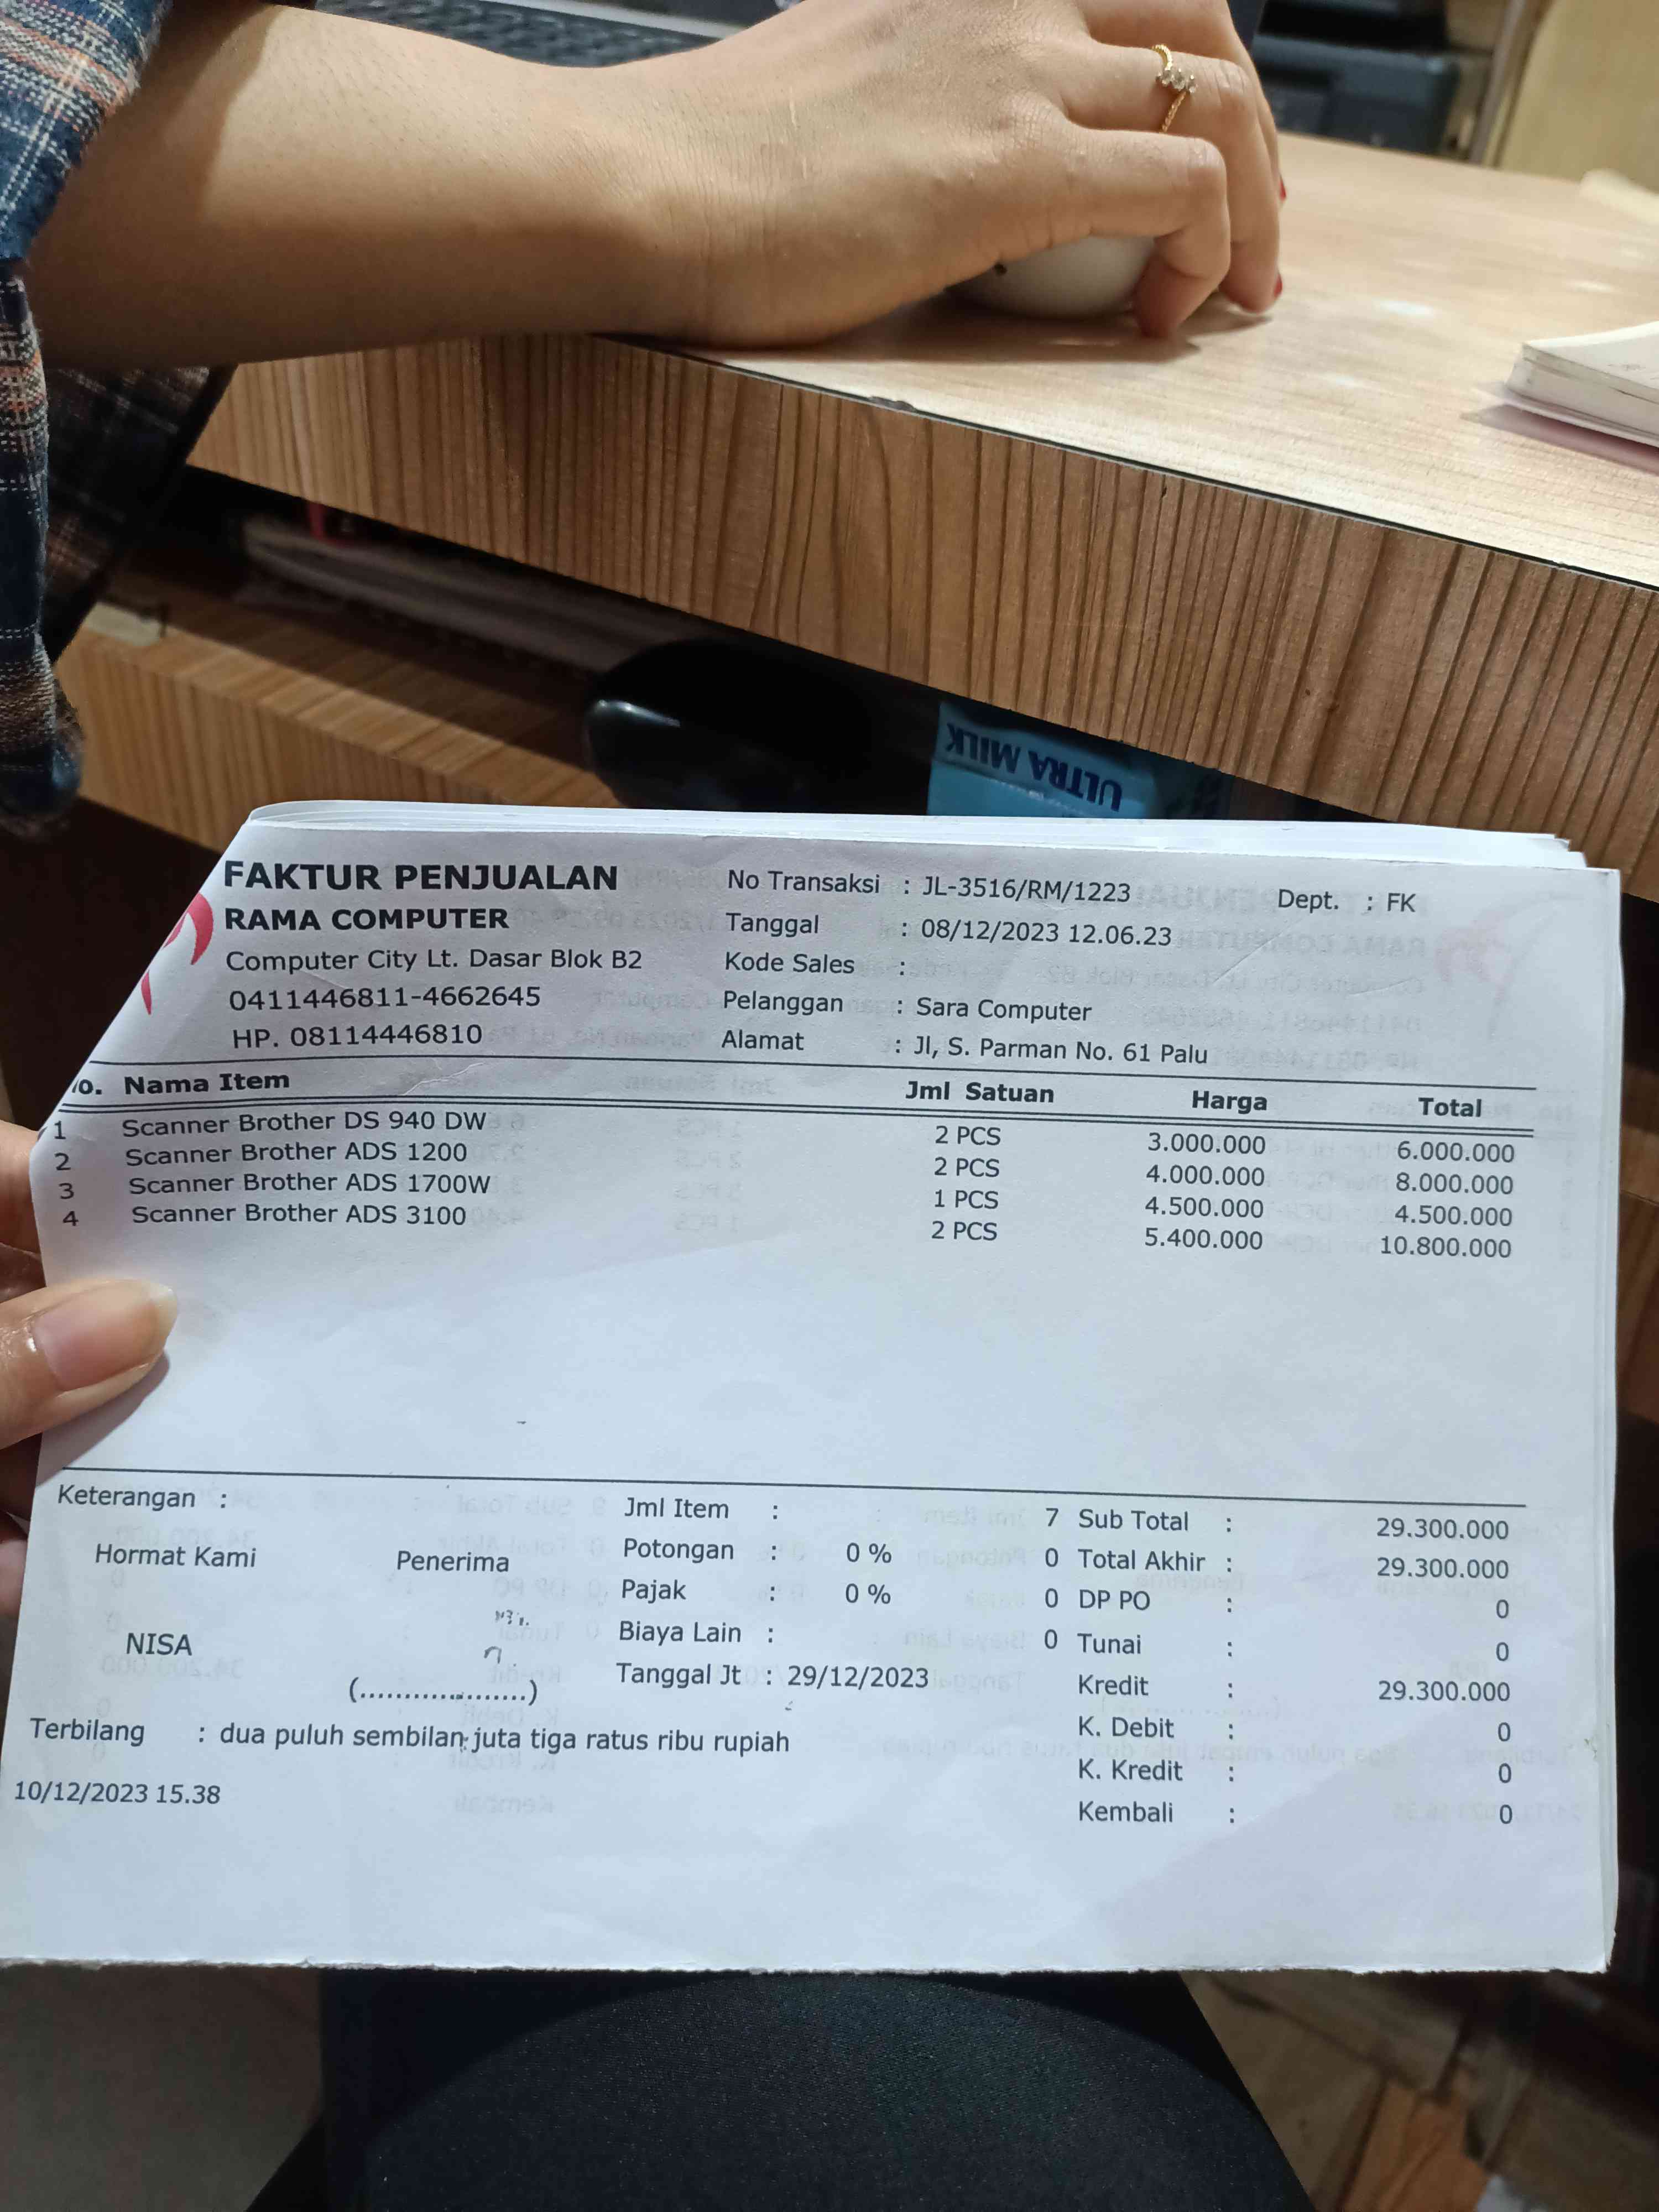 ULTRA MILK
FAKTUR PENJUALAN
RAMA COMPUTER
Computer City Lt. Dasar Blok B2
0411446811-4662645
HP. 08114446810
No Transaksi : JL-3516/RM/1223
Dept. : FK
Tanggal : 08/12/2023 12.06.23
Kode Sales :
Pelanggan : Sara Computer
Alamat : Jl, S. Parman No. 61 Palu
o. Nama Item Jml Satuan Harga Total
1 Scanner Brother DS 940 DW 2 PCS 3.000.000 6.000.000
2 Scanner Brother ADS 1200 2 PCS 4.000.000 8.000.000
3 Scanner Brother ADS 1700W 1 PCS 4.500.000 4.500.000
4 Scanner Brother ADS 3100 2 PCS 5.400.000 10.800.000
Keterangan :
Hormat Kami Penerima
NISA
(....................)
Jml Item : 7
Potongan : 0 % 0
Pajak : 0 % 0
Biaya Lain : 0
Tanggal Jt : 29/12/2023
Sub Total : 29.300.000
Total Akhir : 29.300.000
DP PO : 0
Tunai : 0
Kredit : 29.300.000
K. Debit : 0
K. Kredit : 0
Kembali : 0
Terbilang : dua puluh sembilan juta tiga ratus ribu rupiah
10/12/2023 15.38